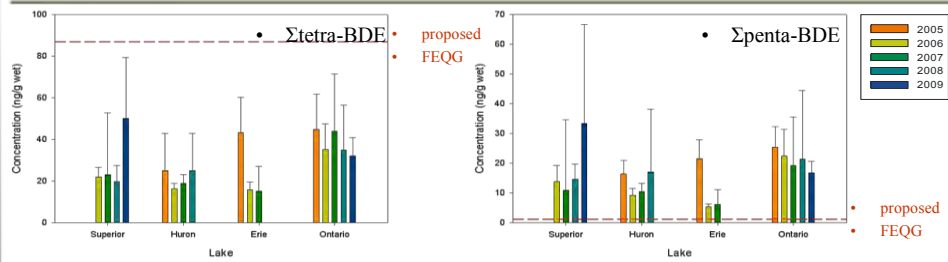 100
80
60
40
20
0
Concentration (ng/g wet)
• Σtetra-BDE
• proposed
• FEQG
Superior Huron Erie Ontario
Lake
70
60
50
40
30
20
10
0
Concentration (ng/g wet)
• Σpenta-BDE
Superior Huron Erie Ontario
Lake
• proposed
• FEQG
2005
2006
2007
2008
2009